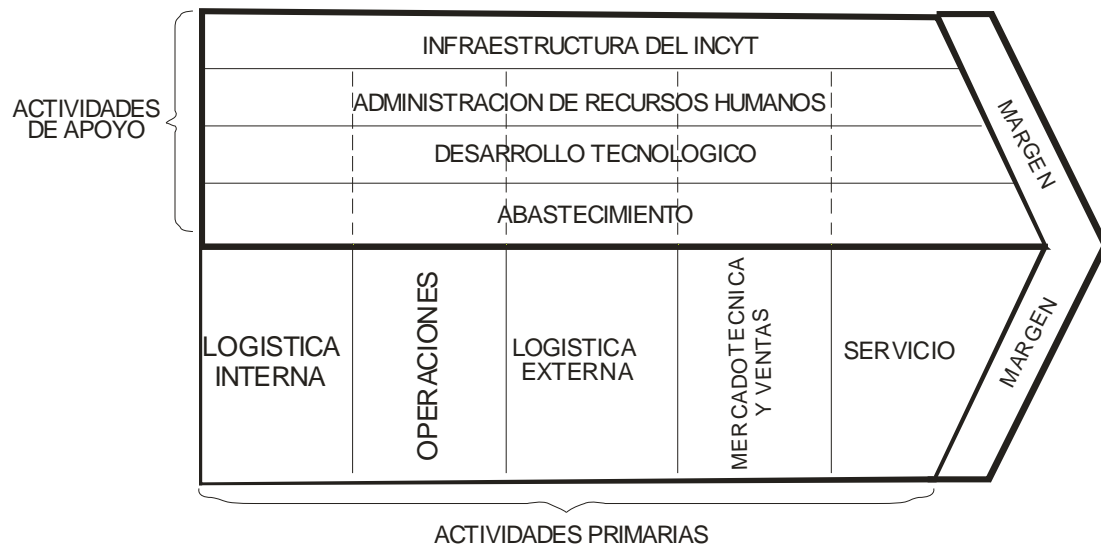 INFRAESTRUCTURA DEL INCYT
ACTIVIDADES
DE APOYO
ADMINISTRACION DE RECURSOS HUMANOS
DESARROLLO TECNOLOGICO
ABASTECIMIENTO
MARGEN
LOGISTICA
INTERNA
OPERACIONES
LOGISTICA
EXTERNA
MERCADOTECNICA
Y VENTAS
SERVICIO
MARGEN
ACTIVIDADES PRIMARIAS